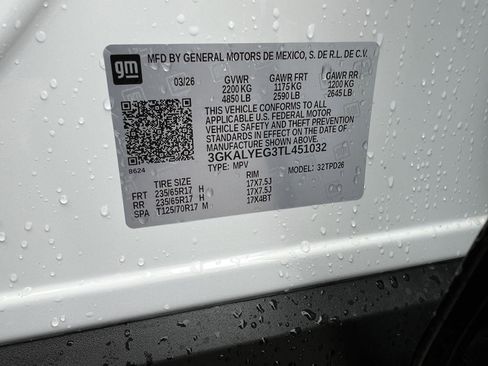 gm
MFD BY GENERAL MOTORS DE MEXICO, S. DE R.L. DE C.V.
03/26 GVWR GAWR FRT GAWR RR
2200 KG 1175 KG 1200 KG
4850 LB 2590 LB 2645 LB
THIS VEHICLE CONFORMS TO ALL
APPLICABLE U.S. FEDERAL MOTOR
VEHICLE SAFETY AND THEFT PREVENTION
STANDARDS IN EFFECT ON THE DATE OF
MANUFACTURE SHOWN ABOVE.
3GKALYEG3TL451032
8624 TYPE: MPV MODEL: 32TPD26
TIRE SIZE RIM
FRT 235/65R17 H 17X7.5J
RR 235/65R17 H 17X7.5J
SPA T125/70R17 M 17X4BT